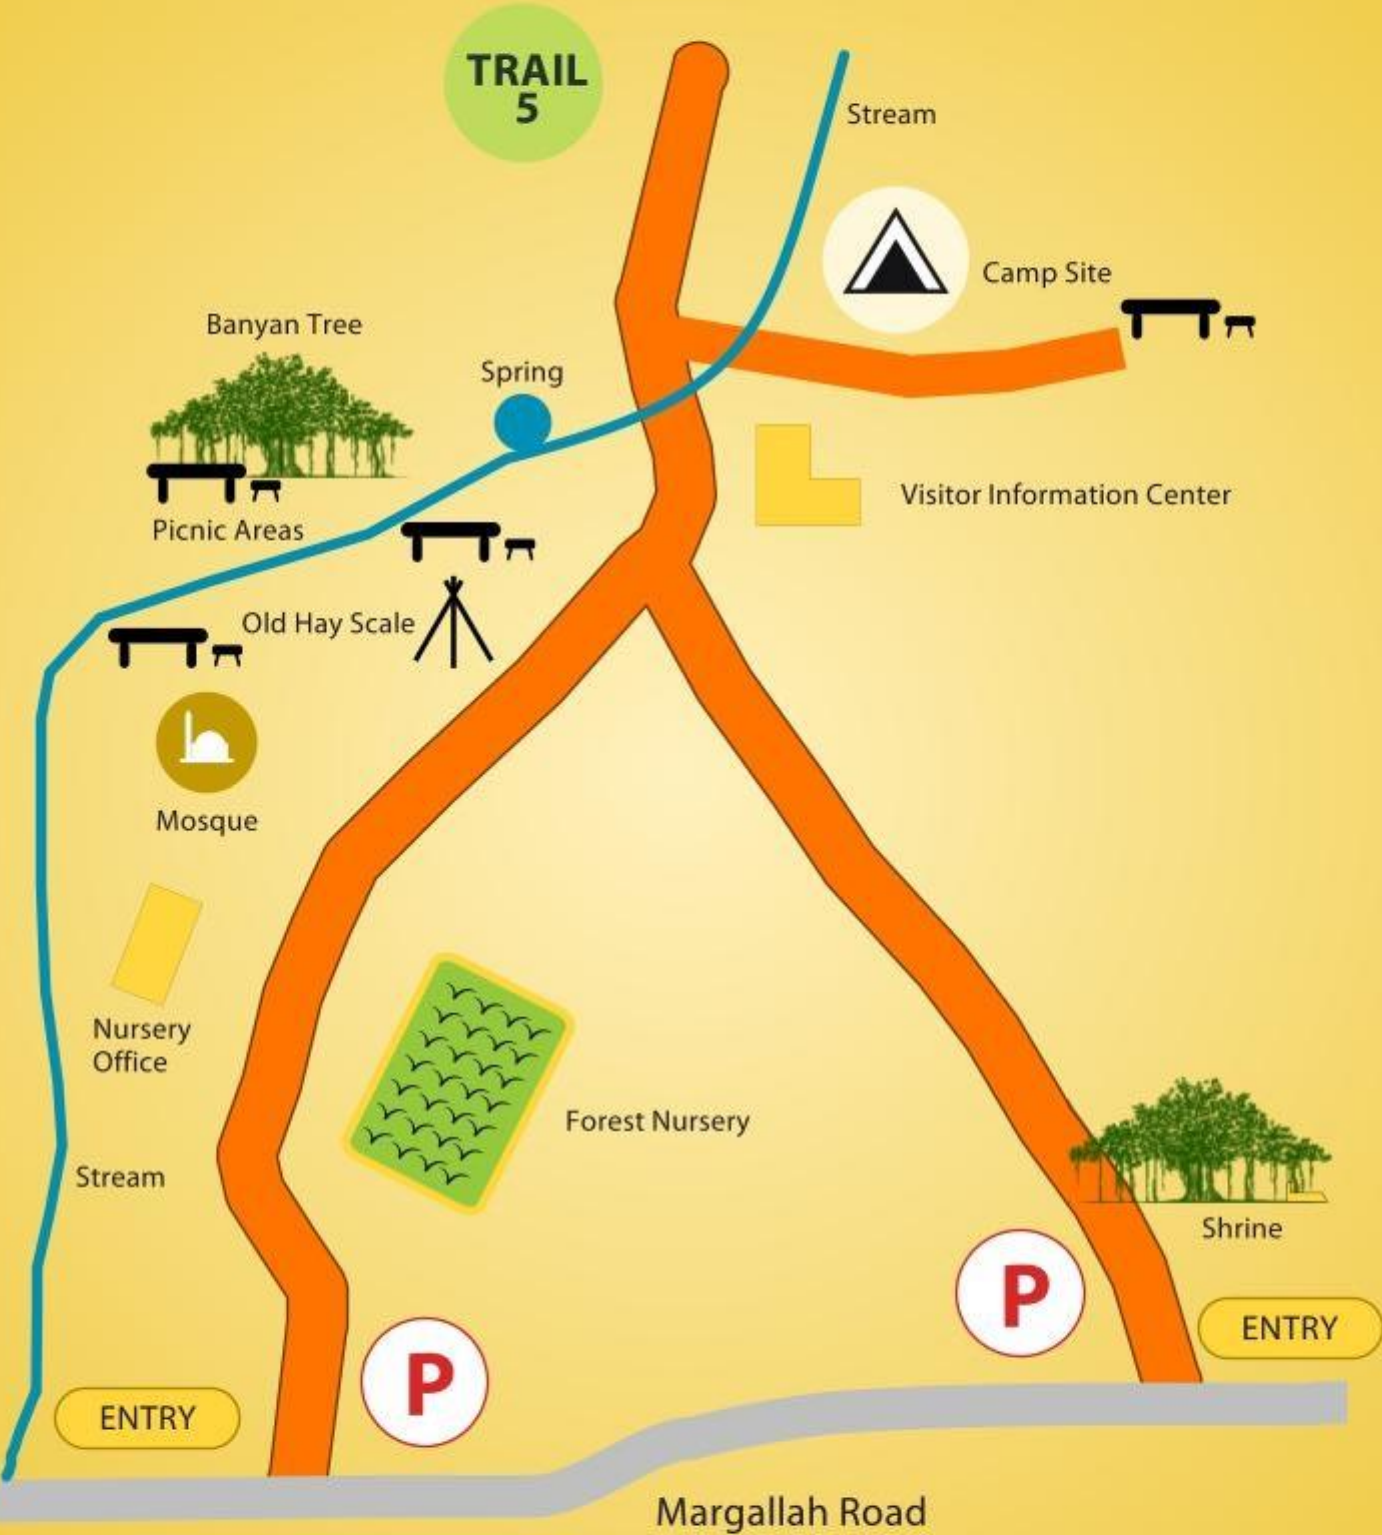 TRAIL
5
Stream
Camp Site
Banyan Tree
Spring
Visitor Information Center
Picnic Areas
Old Hay Scale
Mosque
Nursery
Office
Forest Nursery
Stream
Shrine
P
P
ENTRY
ENTRY
Margallah Road